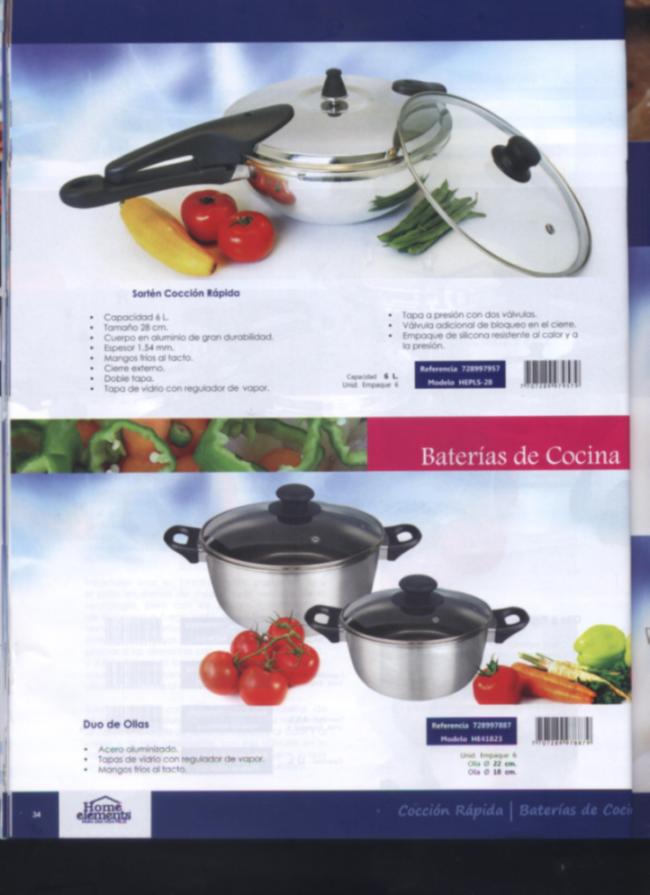 Sartén Cocción Rápida
• Capacidad 6 L.
• Tamaño 28 cm.
• Cuerpo en aluminio de gran durabilidad.
• Espesor 1.54 mm.
• Mangos fríos al tacto.
• Cierre externo.
• Doble tapa.
• Tapa de vidrio con regulador de vapor.
• Tapa a presión con dos válvulas.
• Válvula adicional de bloqueo en el cierre.
• Empaque de silicona resistente al calor y a
la presión.
Capacidad 6 L.
Unid. Empaque 6
Referencia 728997957
Modelo HEPLS-28
Baterías de Cocina
Duo de Ollas
• Acero aluminizado.
• Tapas de vidrio con regulador de vapor.
• Mangos fríos al tacto.
Referencia 728997887
Modelo HE41823
Unid. Empaque 6
Olla Ø 22 cm.
Olla Ø 18 cm.
34
Home
elements
Cocción Rápida | Baterías de Coci